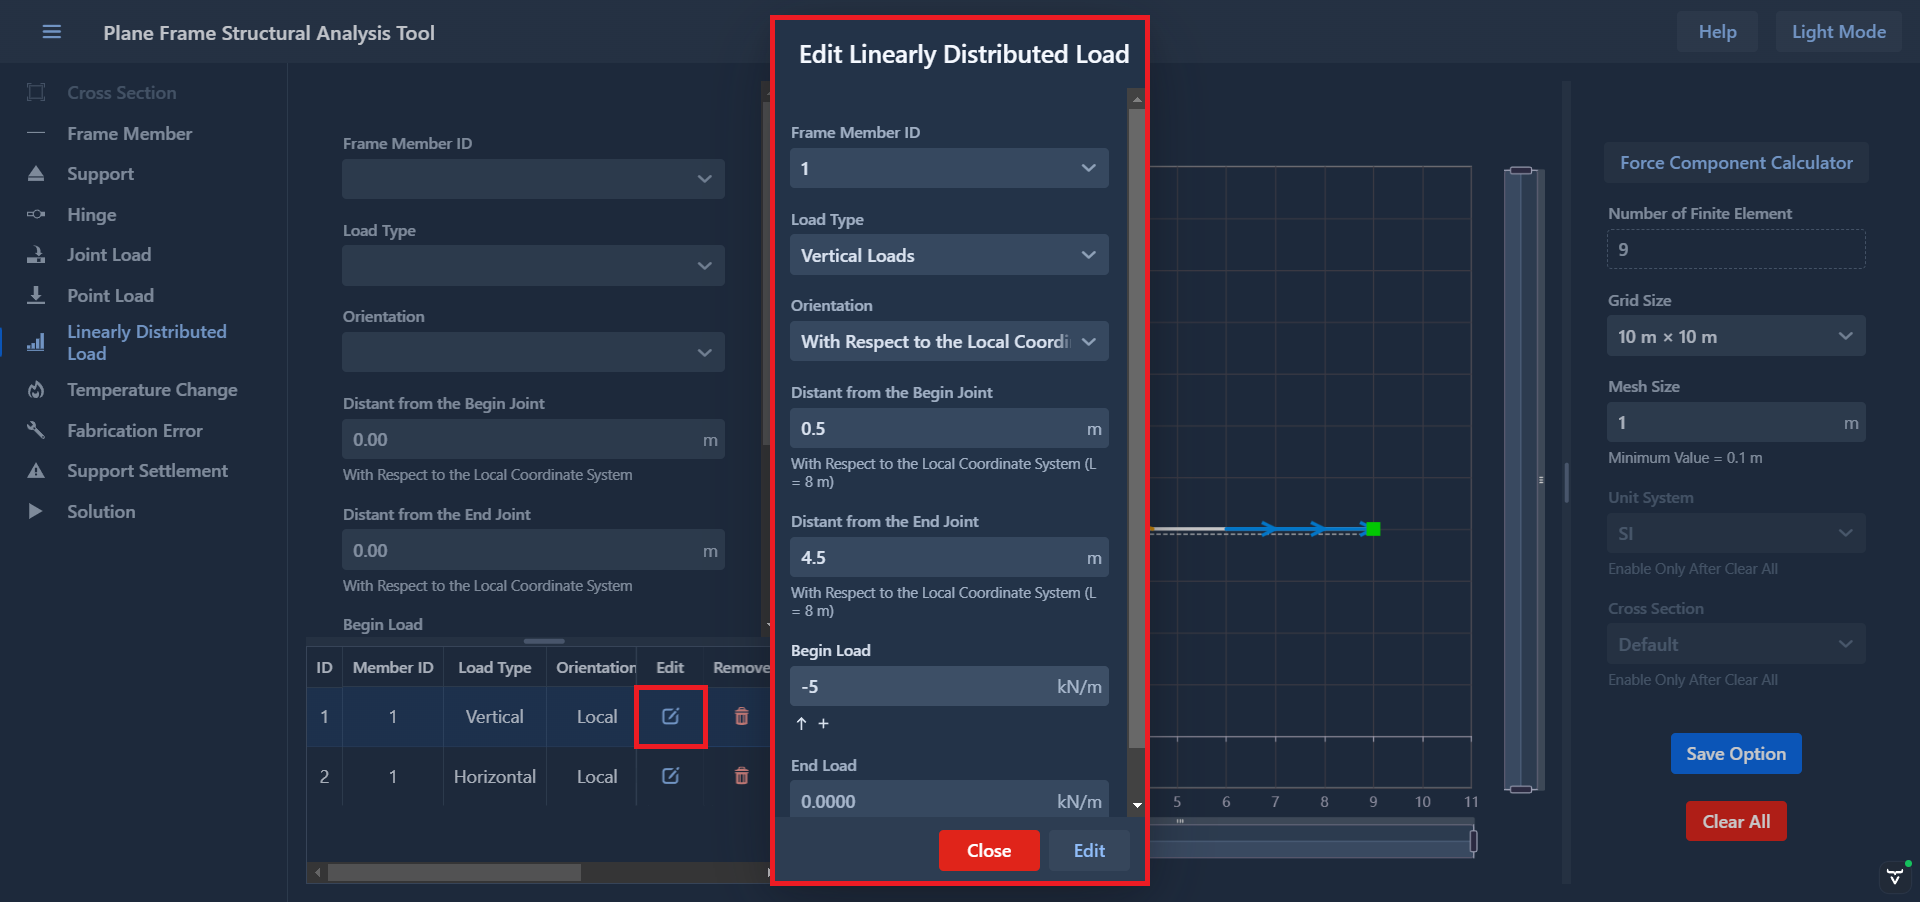 Plane Frame Structural Analysis Tool
Help
Light Mode
Cross Section
Frame Member
Support
Hinge
Joint Load
Point Load
Linearly Distributed
Load
Temperature Change
Fabrication Error
Support Settlement
Solution
Frame Member ID
Load Type
Orientation
Distant from the Begin Joint
0.00 m
With Respect to the Local Coordinate System
Distant from the End Joint
0.00 m
With Respect to the Local Coordinate System
Begin Load
ID Member ID Load Type Orientation Edit Remove
1 1 Vertical Local
2 1 Horizontal Local
Edit Linearly Distributed Load
Frame Member ID
1
Load Type
Vertical Loads
Orientation
With Respect to the Local Coordi
Distant from the Begin Joint
0.5 m
With Respect to the Local Coordinate System (L
= 8 m)
Distant from the End Joint
4.5 m
With Respect to the Local Coordinate System (L
= 8 m)
Begin Load
-5 kN/m
↑ +
End Load
0.0000 kN/m
Close
Edit
5 6 7 8 9 10 11
Force Component Calculator
Number of Finite Element
9
Grid Size
10 m × 10 m
Mesh Size
1 m
Minimum Value = 0.1 m
Unit System
SI
Enable Only After Clear All
Cross Section
Default
Enable Only After Clear All
Save Option
Clear All